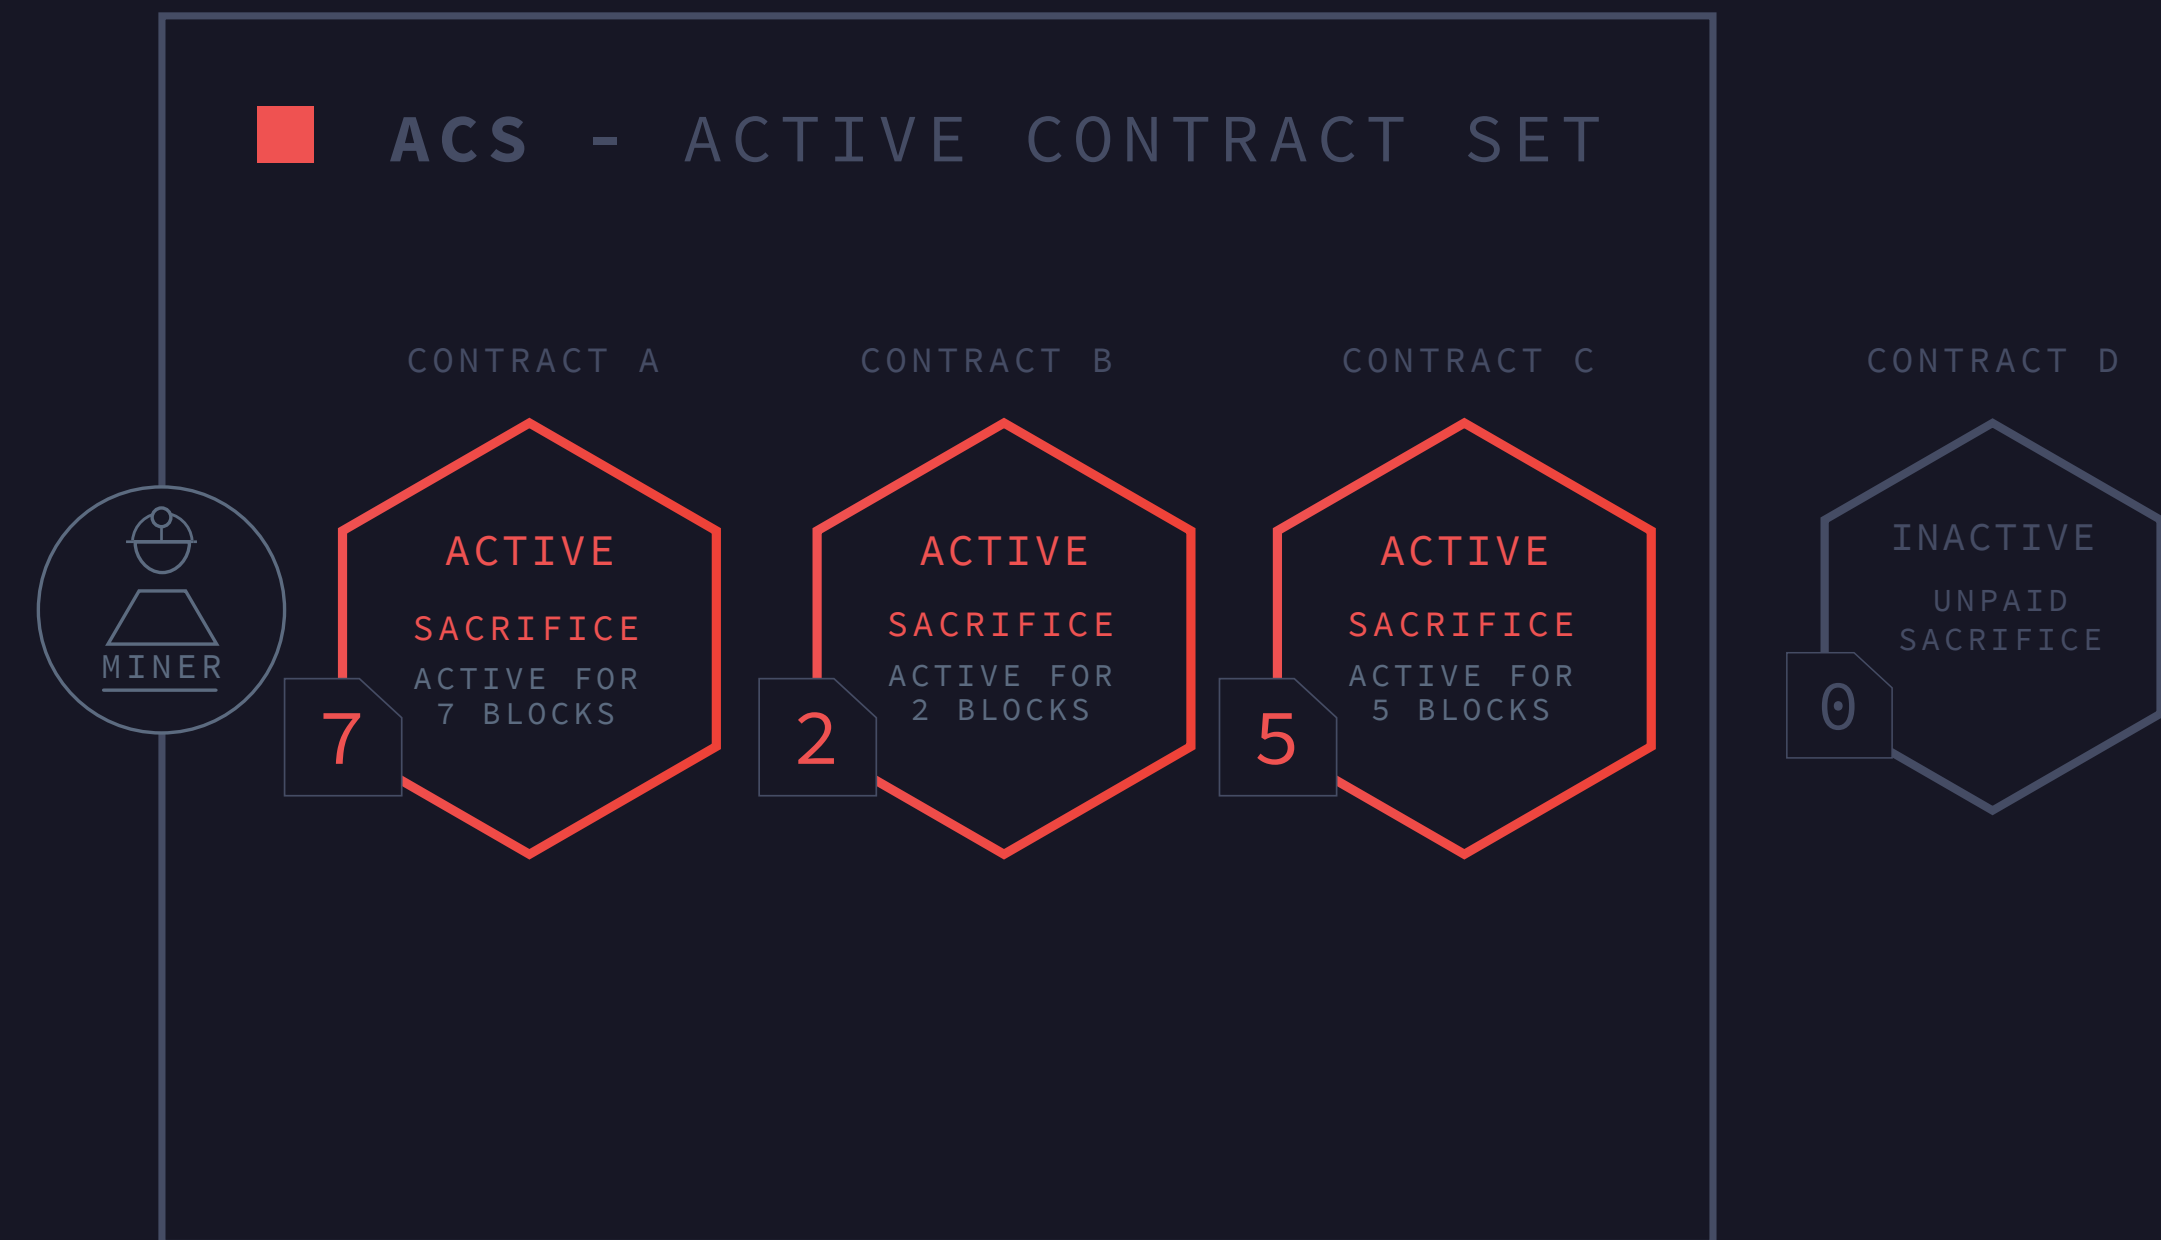 ACS - ACTIVE CONTRACT SET
CONTRACT A
CONTRACT B
CONTRACT C
CONTRACT D
MINER
ACTIVE
SACRIFICE
ACTIVE FOR
7 BLOCKS
7
ACTIVE
SACRIFICE
ACTIVE FOR
2 BLOCKS
2
ACTIVE
SACRIFICE
ACTIVE FOR
5 BLOCKS
5
INACTIVE
UNPAID
SACRIFICE
0